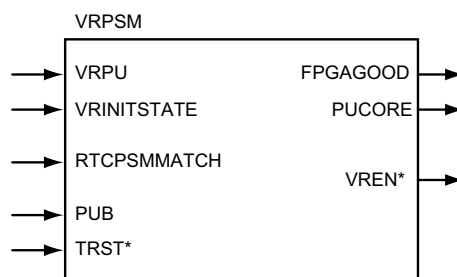 VRPSM
VRPU
FPGAGOOD
VRINITSTATE
PUCORE
RTCPSMMATCH
VREN*
PUB
TRST*